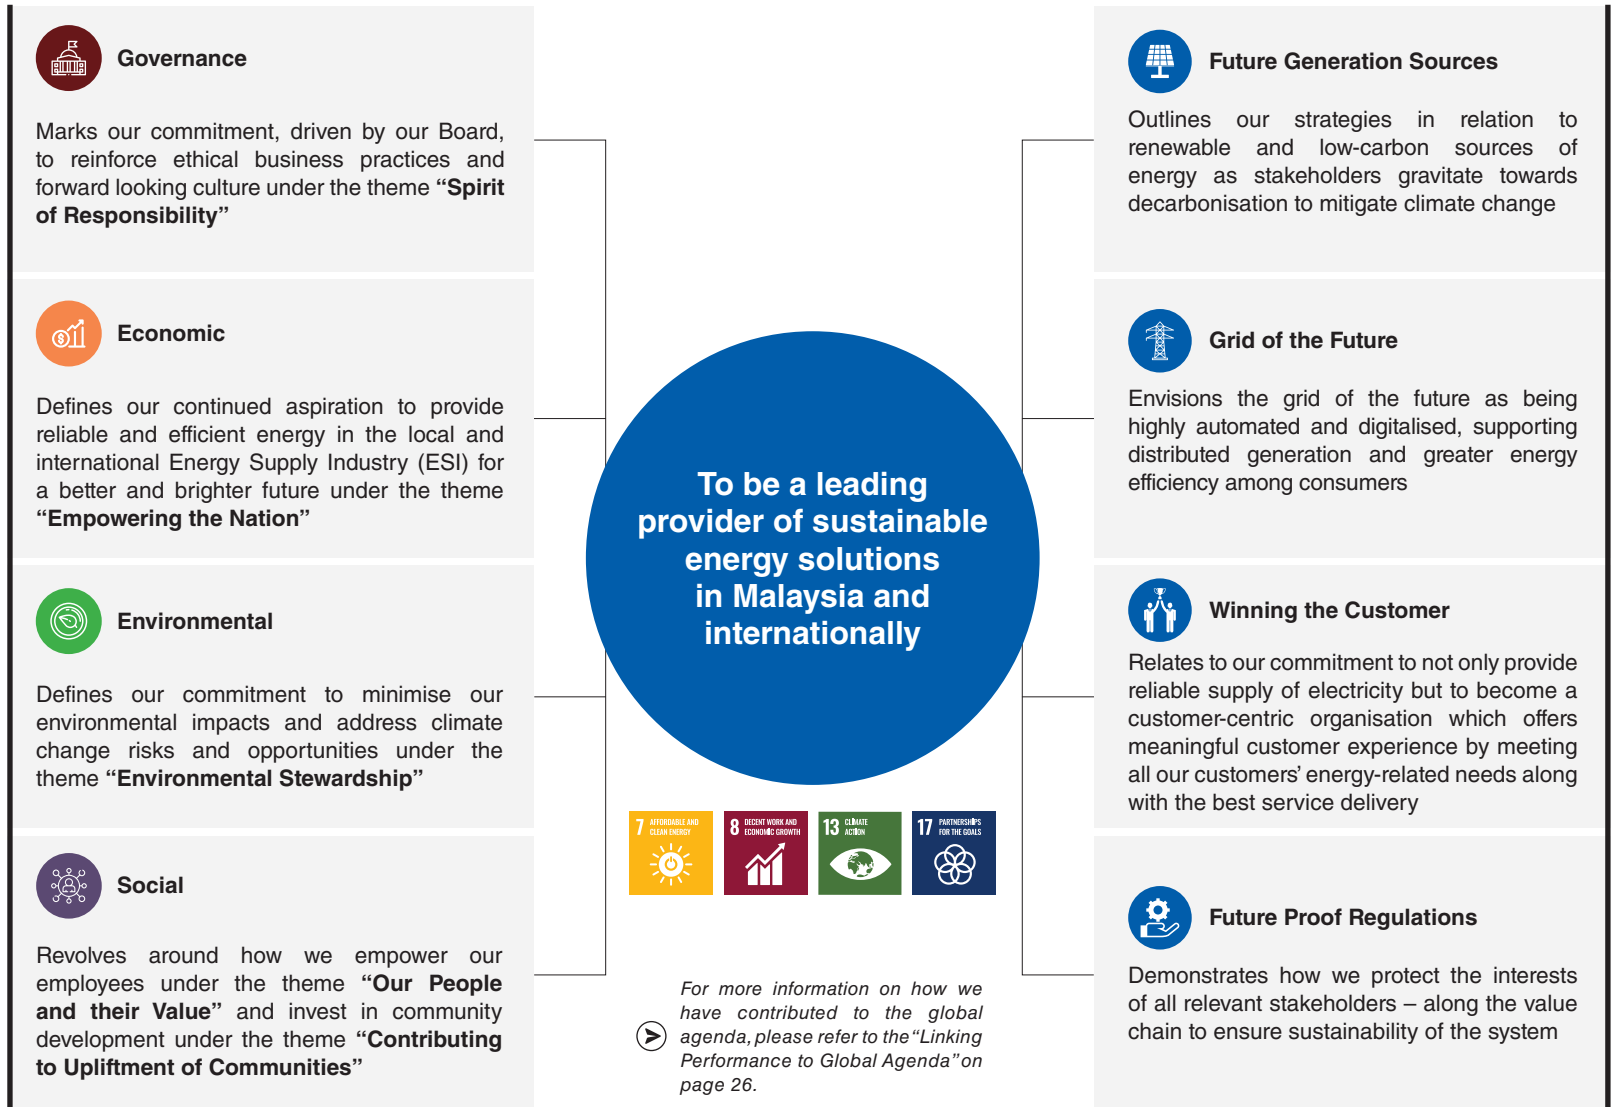 Governance
Marks our commitment, driven by our Board,
to reinforce ethical business practices and
forward looking culture under the theme “Spirit
of Responsibility”
Economic
Defines our continued aspiration to provide
reliable and efficient energy in the local and
international Energy Supply Industry (ESI) for
a better and brighter future under the theme
“Empowering the Nation”
Environmental
Defines our commitment to minimise our
environmental impacts and address climate
change risks and opportunities under the
theme “Environmental Stewardship”
Social
Revolves around how we empower our
employees under the theme “Our People
and their Value” and invest in community
development under the theme “Contributing
to Upliftment of Communities”
To be a leading
provider of sustainable
energy solutions
in Malaysia and
internationally
7 AFFORDABLE AND
CLEAN ENERGY
8 DECENT WORK AND
ECONOMIC GROWTH
13 CLIMATE
ACTION
17 PARTNERSHIPS
FOR THE GOALS
For more information on how we
have contributed to the global
agenda, please refer to the “Linking
Performance to Global Agenda” on
page 26.
Future Generation Sources
Outlines our strategies in relation to
renewable and low-carbon sources of
energy as stakeholders gravitate towards
decarbonisation to mitigate climate change
Grid of the Future
Envisions the grid of the future as being
highly automated and digitalised, supporting
distributed generation and greater energy
efficiency among consumers
Winning the Customer
Relates to our commitment to not only provide
reliable supply of electricity but to become a
customer-centric organisation which offers
meaningful customer experience by meeting
all our customers’ energy-related needs along
with the best service delivery
Future Proof Regulations
Demonstrates how we protect the interests
of all relevant stakeholders – along the value
chain to ensure sustainability of the system